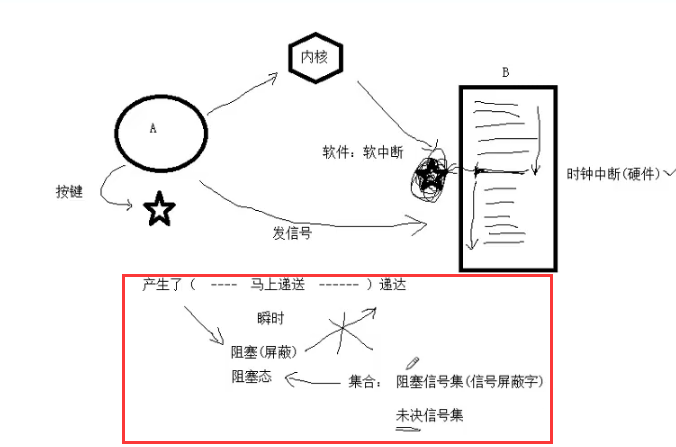 内核
B
A
软件：软中断
时钟中断(硬件)
按键
发信号
产生了（ ---- 马上递送 ------ ）递达
瞬时
阻塞(屏蔽)
阻塞态
集合： 阻塞信号集(信号屏蔽字)
未决信号集